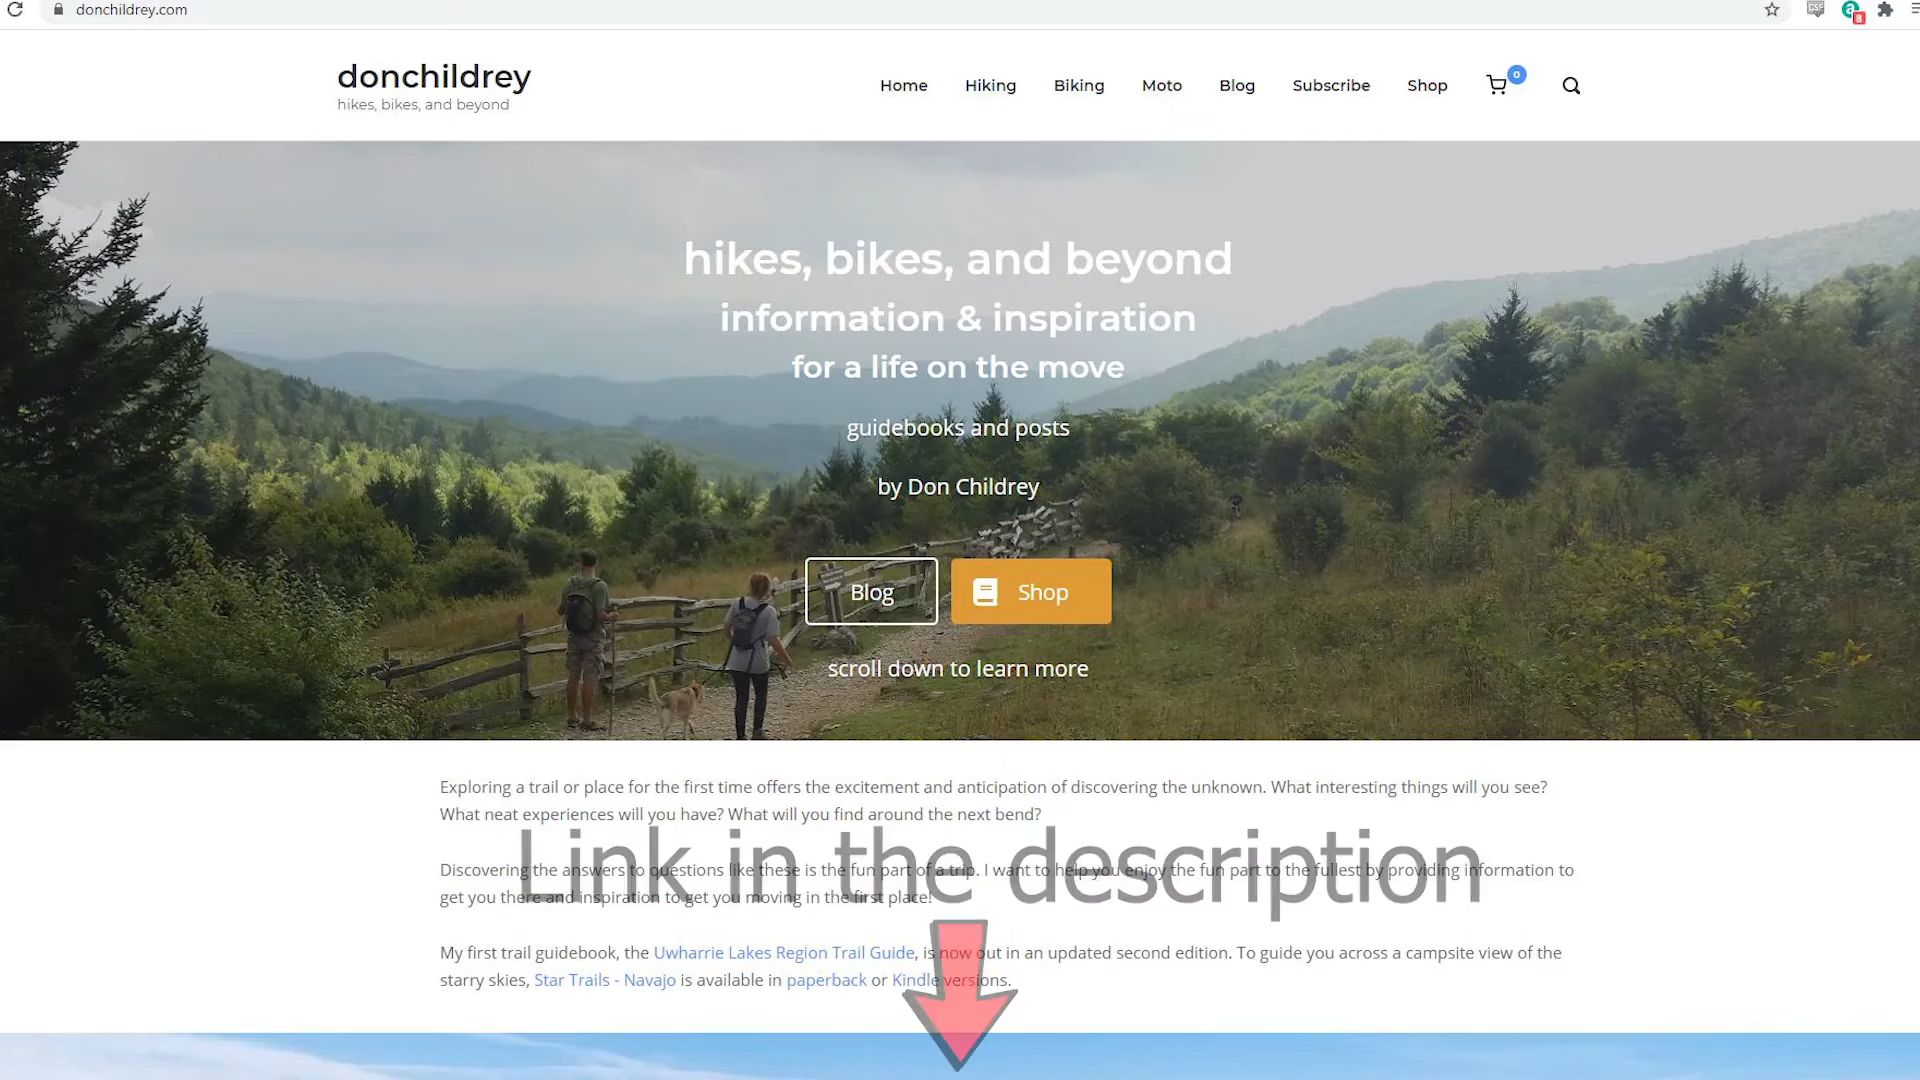 donchildrey.com
8
donchildrey
hikes, bikes, and beyond
Home Hiking Biking Moto Blog Subscribe Shop 0
hikes, bikes, and beyond
information & inspiration
for a life on the move
guidebooks and posts
by Don Childrey
Blog Shop
scroll down to learn more
Exploring a trail or place for the first time offers the excitement and anticipation of discovering the unknown. What interesting things will you see?
What neat experiences will you have? What will you find around the next bend?
Link in the description
Discovering the answers to questions like these is the fun part of a trip. I want to help you enjoy the fun part to the fullest by providing information to
get you there and inspiration to get you moving in the first place!
My first trail guidebook, the Uwharrie Lakes Region Trail Guide, is now out in an updated second edition. To guide you across a campsite view of the
starry skies, Star Trails - Navajo is available in paperback or Kindle versions.